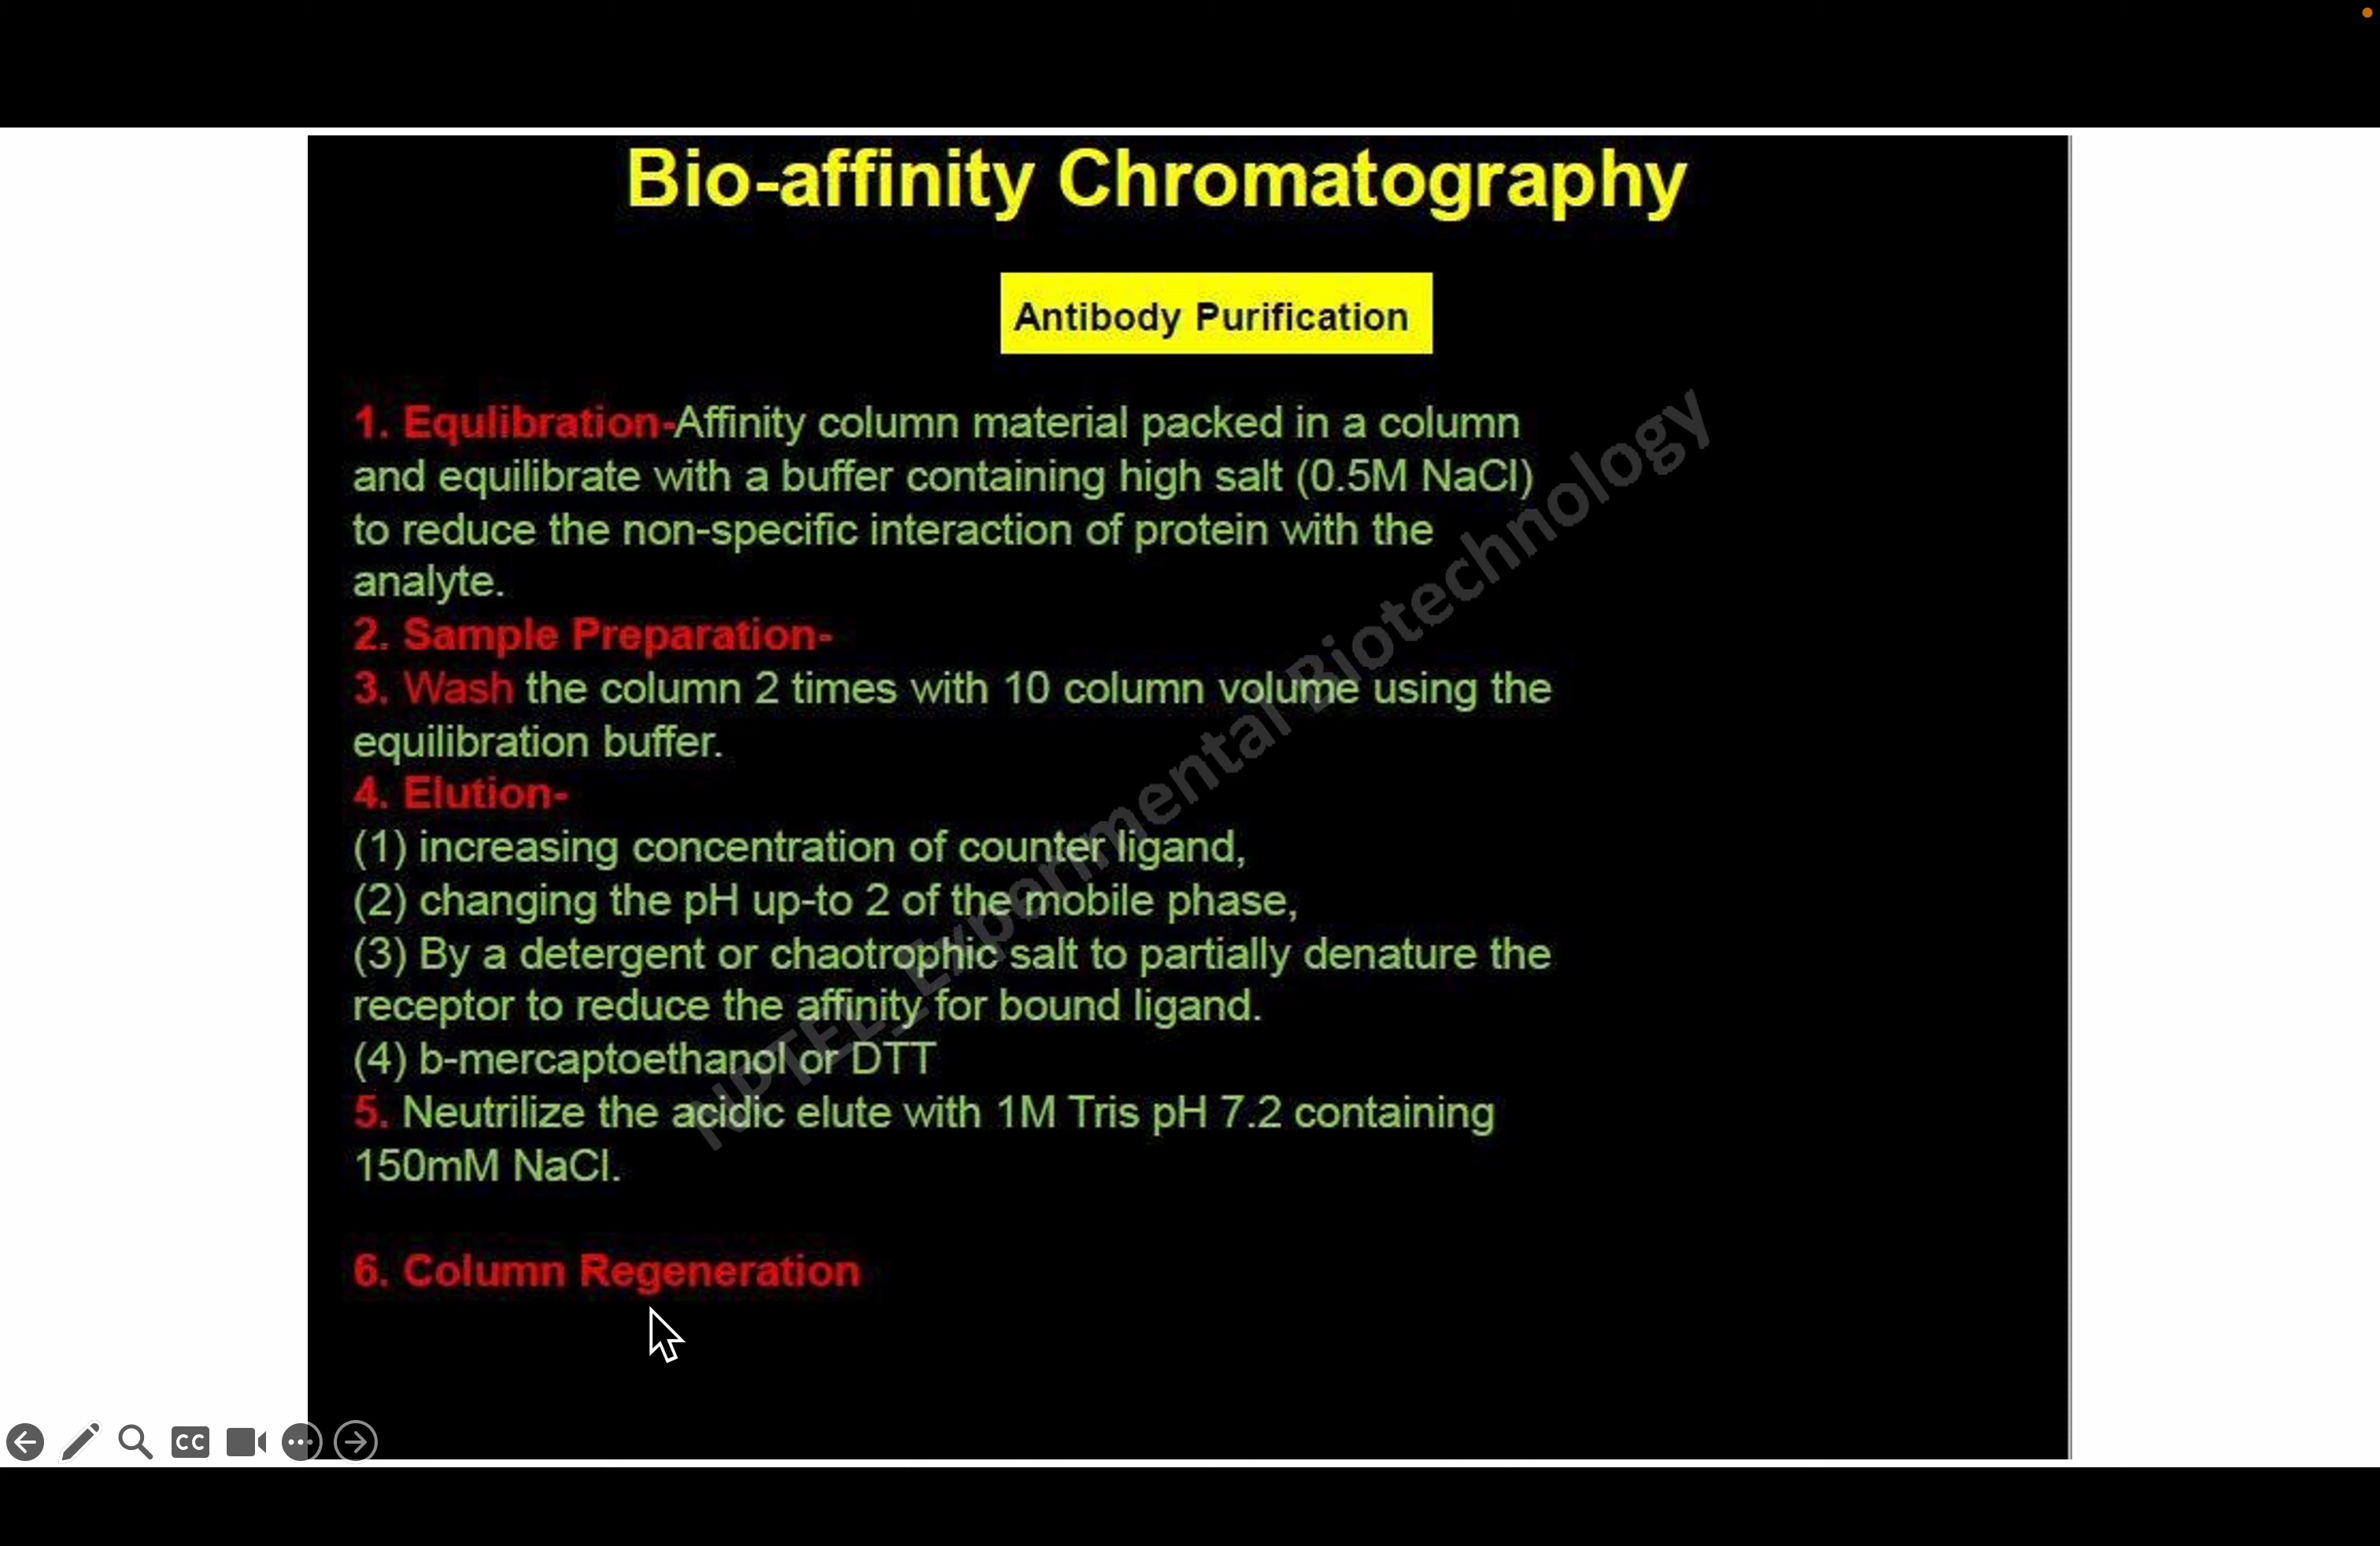 Bio-affinity Chromatography
Antibody Purification
1. Equlibration-Affinity column material packed in a column
and equilibrate with a buffer containing high salt (0.5M NaCl)
to reduce the non-specific interaction of protein with the
analyte.
2. Sample Preparation-
3. Wash the column 2 times with 10 column volume using the
equilibration buffer.
4. Elution-
(1) increasing concentration of counter ligand,
(2) changing the pH up-to 2 of the mobile phase,
(3) By a detergent or chaotrophic salt to partially denature the
receptor to reduce the affinity for bound ligand.
(4) b-mercaptoethanol or DTT
5. Neutrilize the acidic elute with 1M Tris pH 7.2 containing
150mM NaCl.
6. Column Regeneration
NPTEL_Expermental Biotechnology
CC